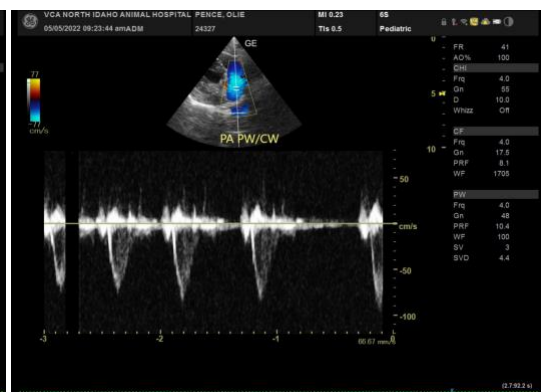 VCA NORTH IDAHO ANIMAL HOSPITAL PENCE, OLIE MI 0.23 6S
05/05/2022 09:23:44 amADM 24327 TIs 0.5 Pediatric
GE
77
-77
cm/s
PA PW/CW
0
5
10
FR 41
AO% 100
CHI
Frq 4.0
Gn 55
D 10.0
Whizz Off
CF
Frq 4.0
Gn 17.5
PRF 8.1
WF 1705
PW
Frq 4.0
Gn 48
PRF 10.4
WF 100
SV 3
SVD 4.4
50
cm/s
-50
-100
-3 -2 -1 0
66.67 mm/s
(2.7:92.2 s)